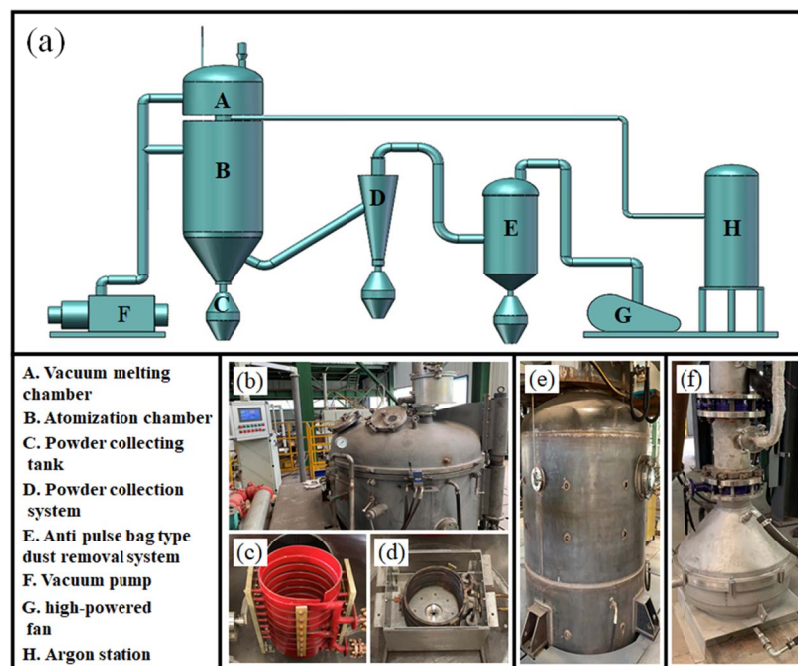 (a)
A
B
C
D
E
F
G
H
A. Vacuum melting
chamber
B. Atomization chamber
C. Powder collecting
tank
D. Powder collection
system
E. Anti pulse bag type
dust removal system
F. Vacuum pump
G. high-powered
fan
H. Argon station
(b)
(c)
(d)
(e)
(f)